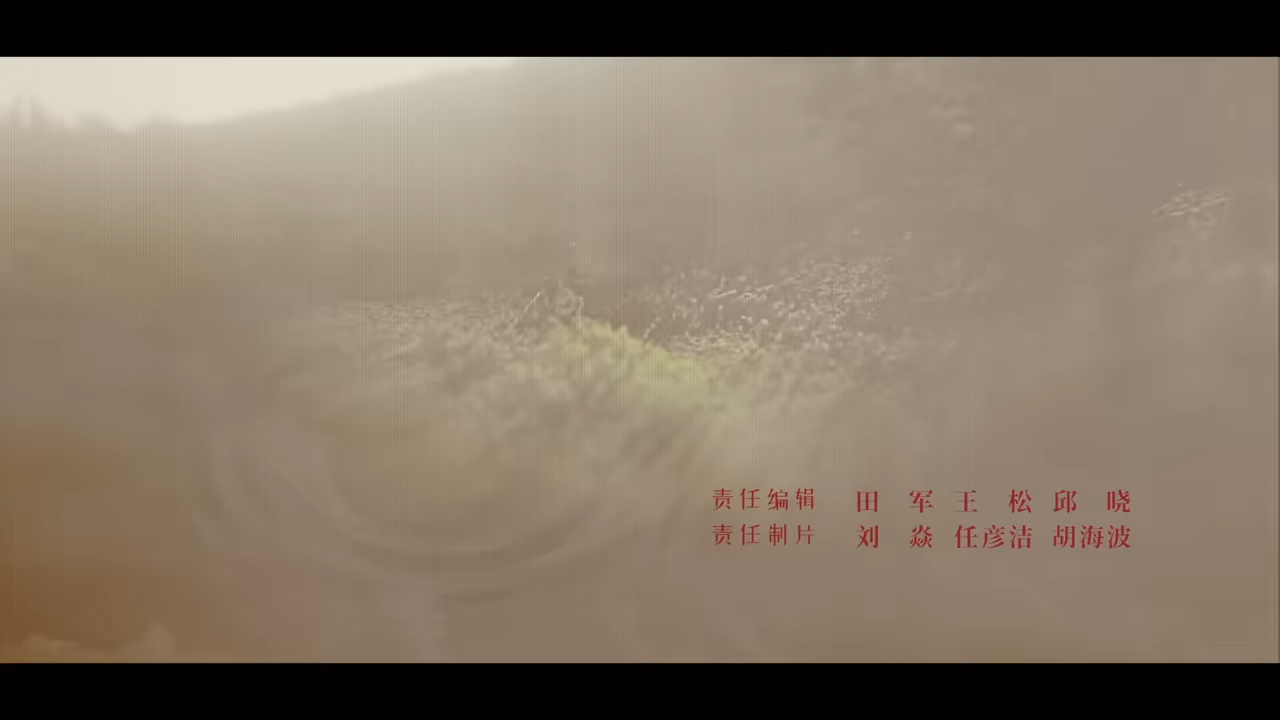 责任编辑 田 军 王 松 邱 晓
责任制片 刘 焱 任彦洁 胡海波